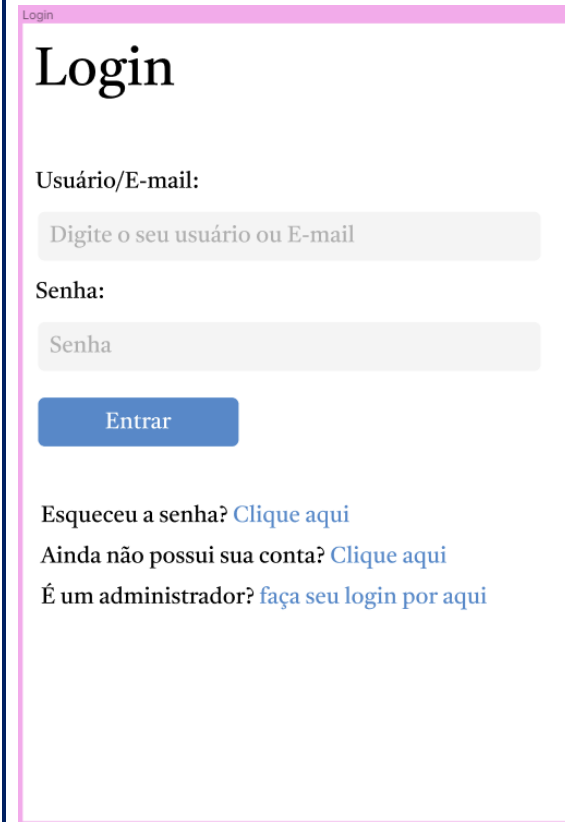 Login
Login
Usuário/E-mail:
Digite o seu usuário ou E-mail
Senha:
Senha
Entrar
Esqueceu a senha? Clique aqui
Ainda não possui sua conta? Clique aqui
É um administrador? faça seu login por aqui